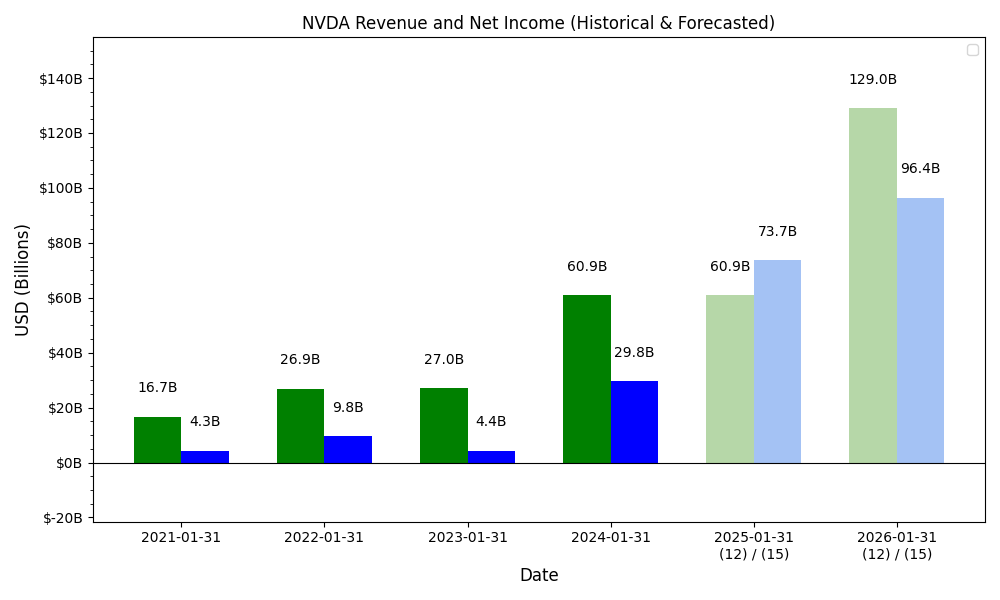 NVDA Revenue and Net Income (Historical & Forecasted)
USD (Billions)
$140B
$120B
$100B
$80B
$60B
$40B
$20B
$0B
$-20B
16.7B
4.3B
26.9B
9.8B
27.0B
4.4B
60.9B
29.8B
60.9B
73.7B
129.0B
96.4B
2021-01-31
2022-01-31
2023-01-31
2024-01-31
2025-01-31
(12) / (15)
2026-01-31
(12) / (15)
Date